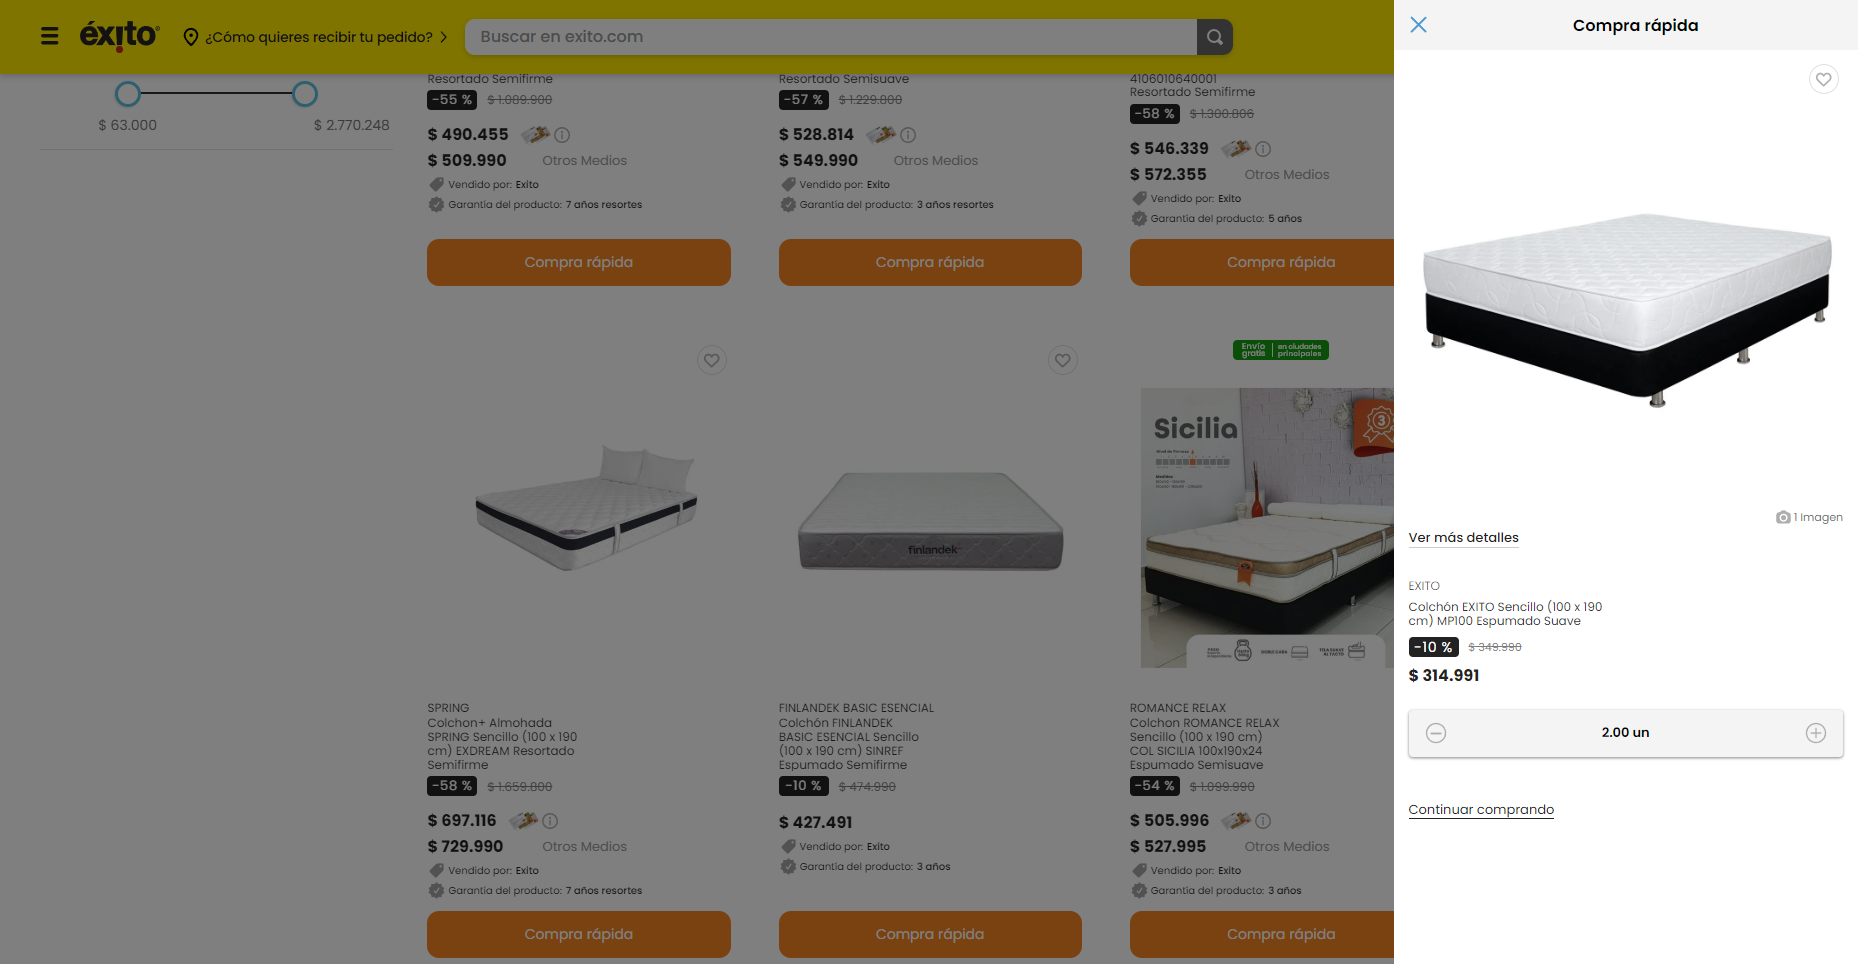 éxito
¿Cómo quieres recibir tu pedido?
Buscar en exito.com
$ 63.000
$ 2.770.248
Resortado Semifirme
-55 % $ 1.089.900
$ 490.455
$ 509.990 Otros Medios
Vendido por: Exito
Garantía del producto: 7 años resortes
Compra rápida
Resortado Semisuave
-57 % $ 1.229.800
$ 528.814
$ 549.990 Otros Medios
Vendido por: Exito
Garantía del producto: 3 años resortes
Compra rápida
4106010640001
Resortado Semifirme
-58 % $ 1.300.806
$ 546.339
$ 572.355 Otros Medios
Vendido por: Exito
Garantía del producto: 5 años
Compra rápida
SPRING
Colchon+ Almohada
SPRING Sencillo (100 x 190
cm) EXDREAM Resortado
Semifirme
-58 % $ 1.659.800
$ 697.116
$ 729.990 Otros Medios
Vendido por: Exito
Garantía del producto: 7 años resortes
Compra rápida
finlandek
FINLANDEK BASIC ESENCIAL
Colchón FINLANDEK
BASIC ESENCIAL Sencillo
(100 x 190 cm) SINREF
Espumado Semifirme
-10 % $ 474.990
$ 427.491
Vendido por: Exito
Garantía del producto: 3 años
Compra rápida
Envío gratis en ciudades principales
Sicilia
3
ROMANCE RELAX
Colchon ROMANCE RELAX
Sencillo (100 x 190 cm)
COL SICILIA 100x190x24
Espumado Semisuave
-54 % $ 1.099.990
$ 505.996
$ 527.995 Otros Medios
Vendido por: Exito
Garantía del producto: 3 años
Compra rápida
Compra rápida
1 Imagen
Ver más detalles
EXITO
Colchón EXITO Sencillo (100 x 190
cm) MP100 Espumado Suave
-10 % $ 349.990
$ 314.991
2.00 un
Continuar comprando